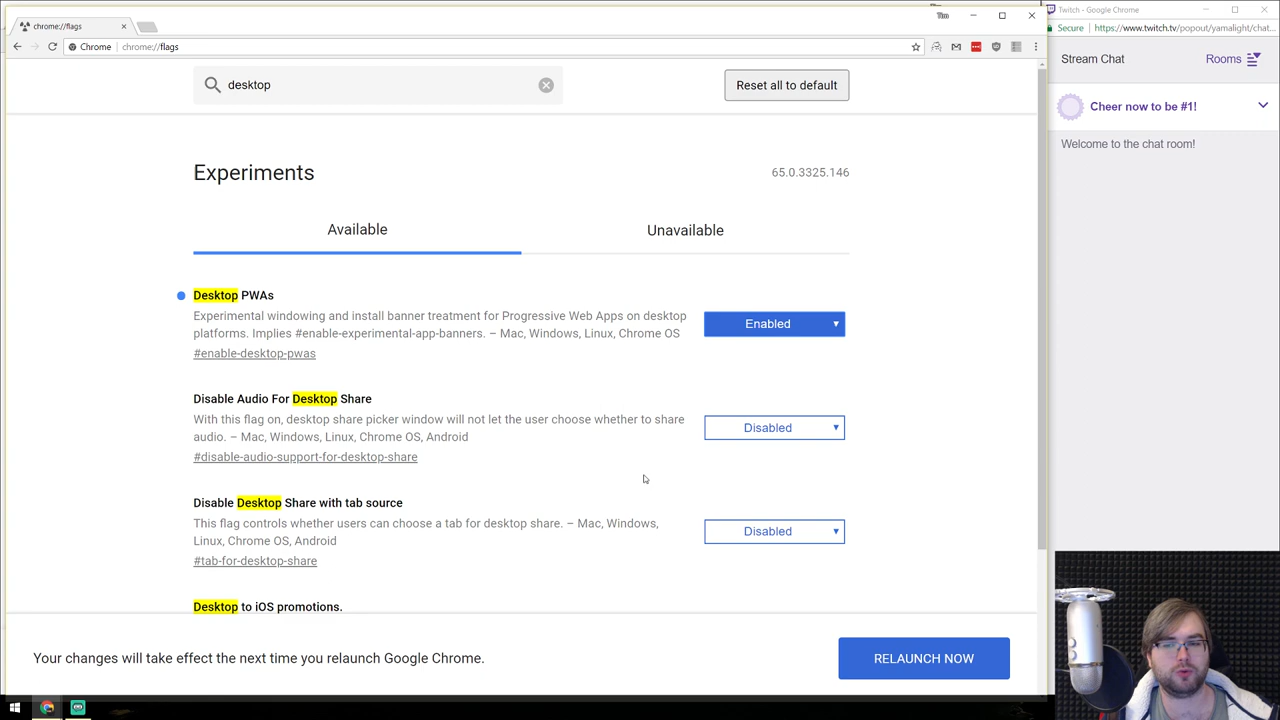 chrome://flags
Tim
Chrome
chrome://flags
desktop
Reset all to default
Experiments
65.0.3325.146
Available
Unavailable
Desktop PWAs
Experimental windowing and install banner treatment for Progressive Web Apps on desktop
platforms. Implies #enable-experimental-app-banners. – Mac, Windows, Linux, Chrome OS
#enable-desktop-pwas
Enabled
Disable Audio For Desktop Share
With this flag on, desktop share picker window will not let the user choose whether to share
audio. – Mac, Windows, Linux, Chrome OS, Android
#disable-audio-support-for-desktop-share
Disabled
Disable Desktop Share with tab source
This flag controls whether users can choose a tab for desktop share. – Mac, Windows,
Linux, Chrome OS, Android
#tab-for-desktop-share
Disabled
Desktop to iOS promotions.
Your changes will take effect the next time you relaunch Google Chrome.
RELAUNCH NOW
Twitch - Google Chrome
Secure
https://www.twitch.tv/popout/yamalight/chat...
Stream Chat
Rooms
Cheer now to be #1!
Welcome to the chat room!